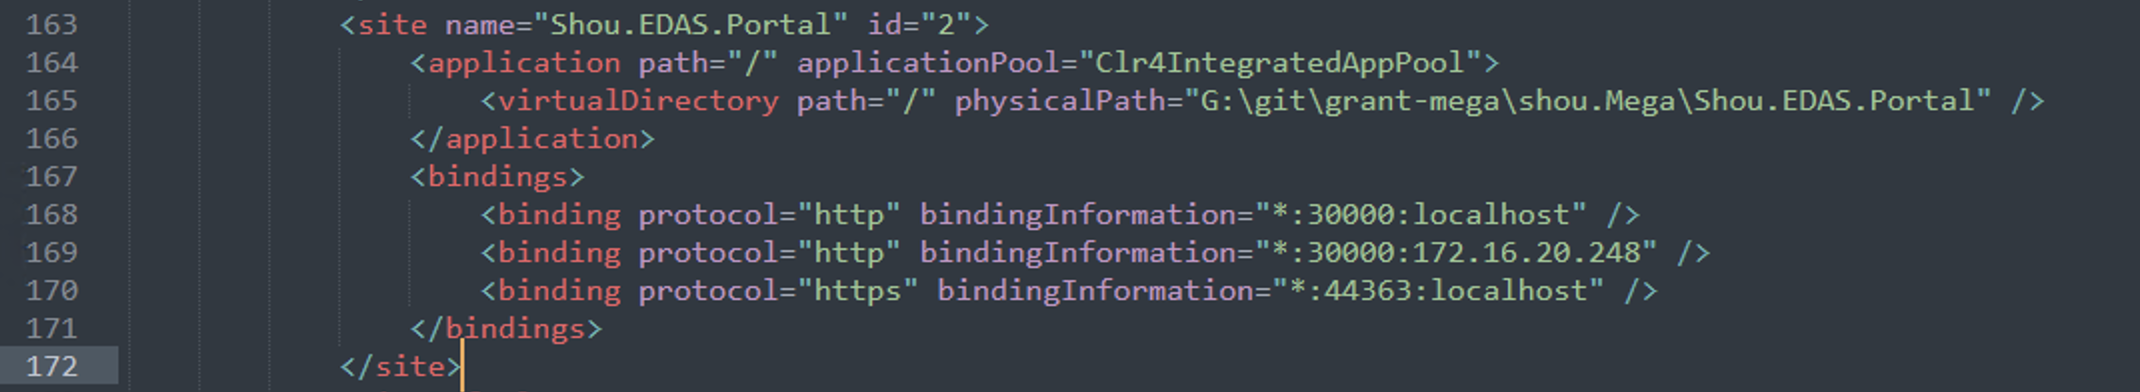 163 <site name="Shou.EDAS.Portal" id="2">
164 <application path="/" applicationPool="Clr4IntegratedAppPool">
165 <virtualDirectory path="/" physicalPath="G:\git\grant-mega\shou.Mega\Shou.EDAS.Portal" />
166 </application>
167 <bindings>
168 <binding protocol="http" bindingInformation="*:30000:localhost" />
169 <binding protocol="http" bindingInformation="*:30000:172.16.20.248" />
170 <binding protocol="https" bindingInformation="*:44363:localhost" />
171 </bindings>
172 </site>